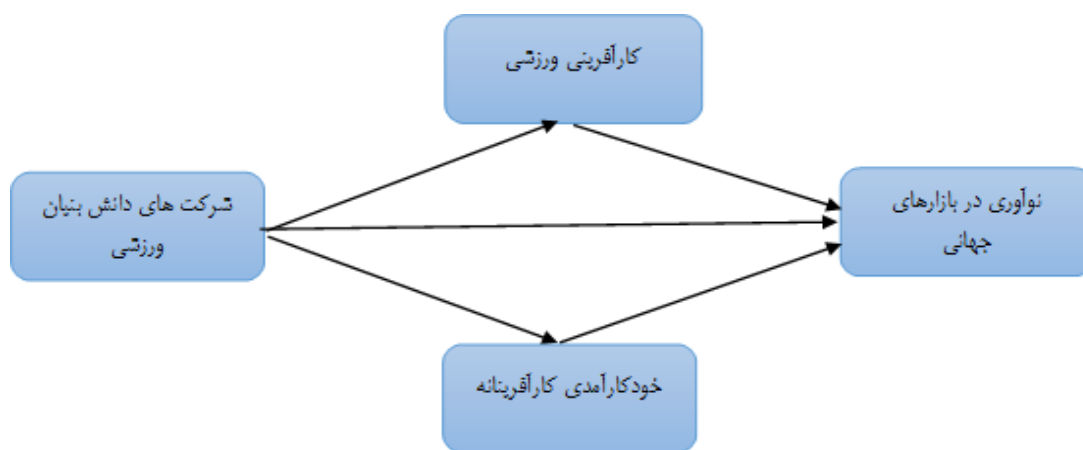 کارآفرینی ورزشی
شرکت های دانش بنیان
ورزشی
نوآوری در بازارهای
جهانی
خودکارآمدی کارآفرینانه